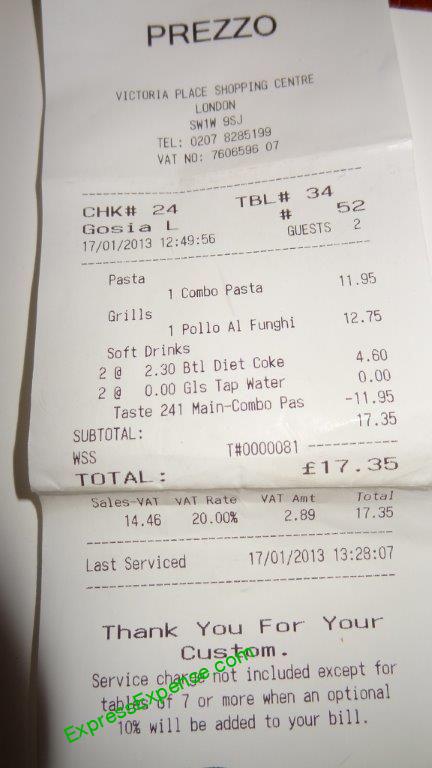 PREZZO
VICTORIA PLACE SHOPPING CENTRE
LONDON
SW1W 9SJ
TEL: 0207 8285199
VAT NO: 7606596 07
CHK# 24 TBL# 34
Gosia L # 52
17/01/2013 12:49:56 GUESTS 2
Pasta
1 Combo Pasta 11.95
Grills
1 Pollo Al Funghi 12.75
Soft Drinks
2 @ 2.30 Btl Diet Coke 4.60
2 @ 0.00 Gls Tap Water 0.00
Taste 241 Main-Combo Pas -11.95
SUBTOTAL: 17.35
WSS T#0000081
TOTAL: £17.35
Sales-VAT VAT Rate VAT Amt Total
14.46 20.00% 2.89 17.35
Last Serviced 17/01/2013 13:28:07
Thank You For Your
Custom.
Service charge not included except for
tables of 7 or more when an optional
10% will be added to your bill.
ExpressExpense.com